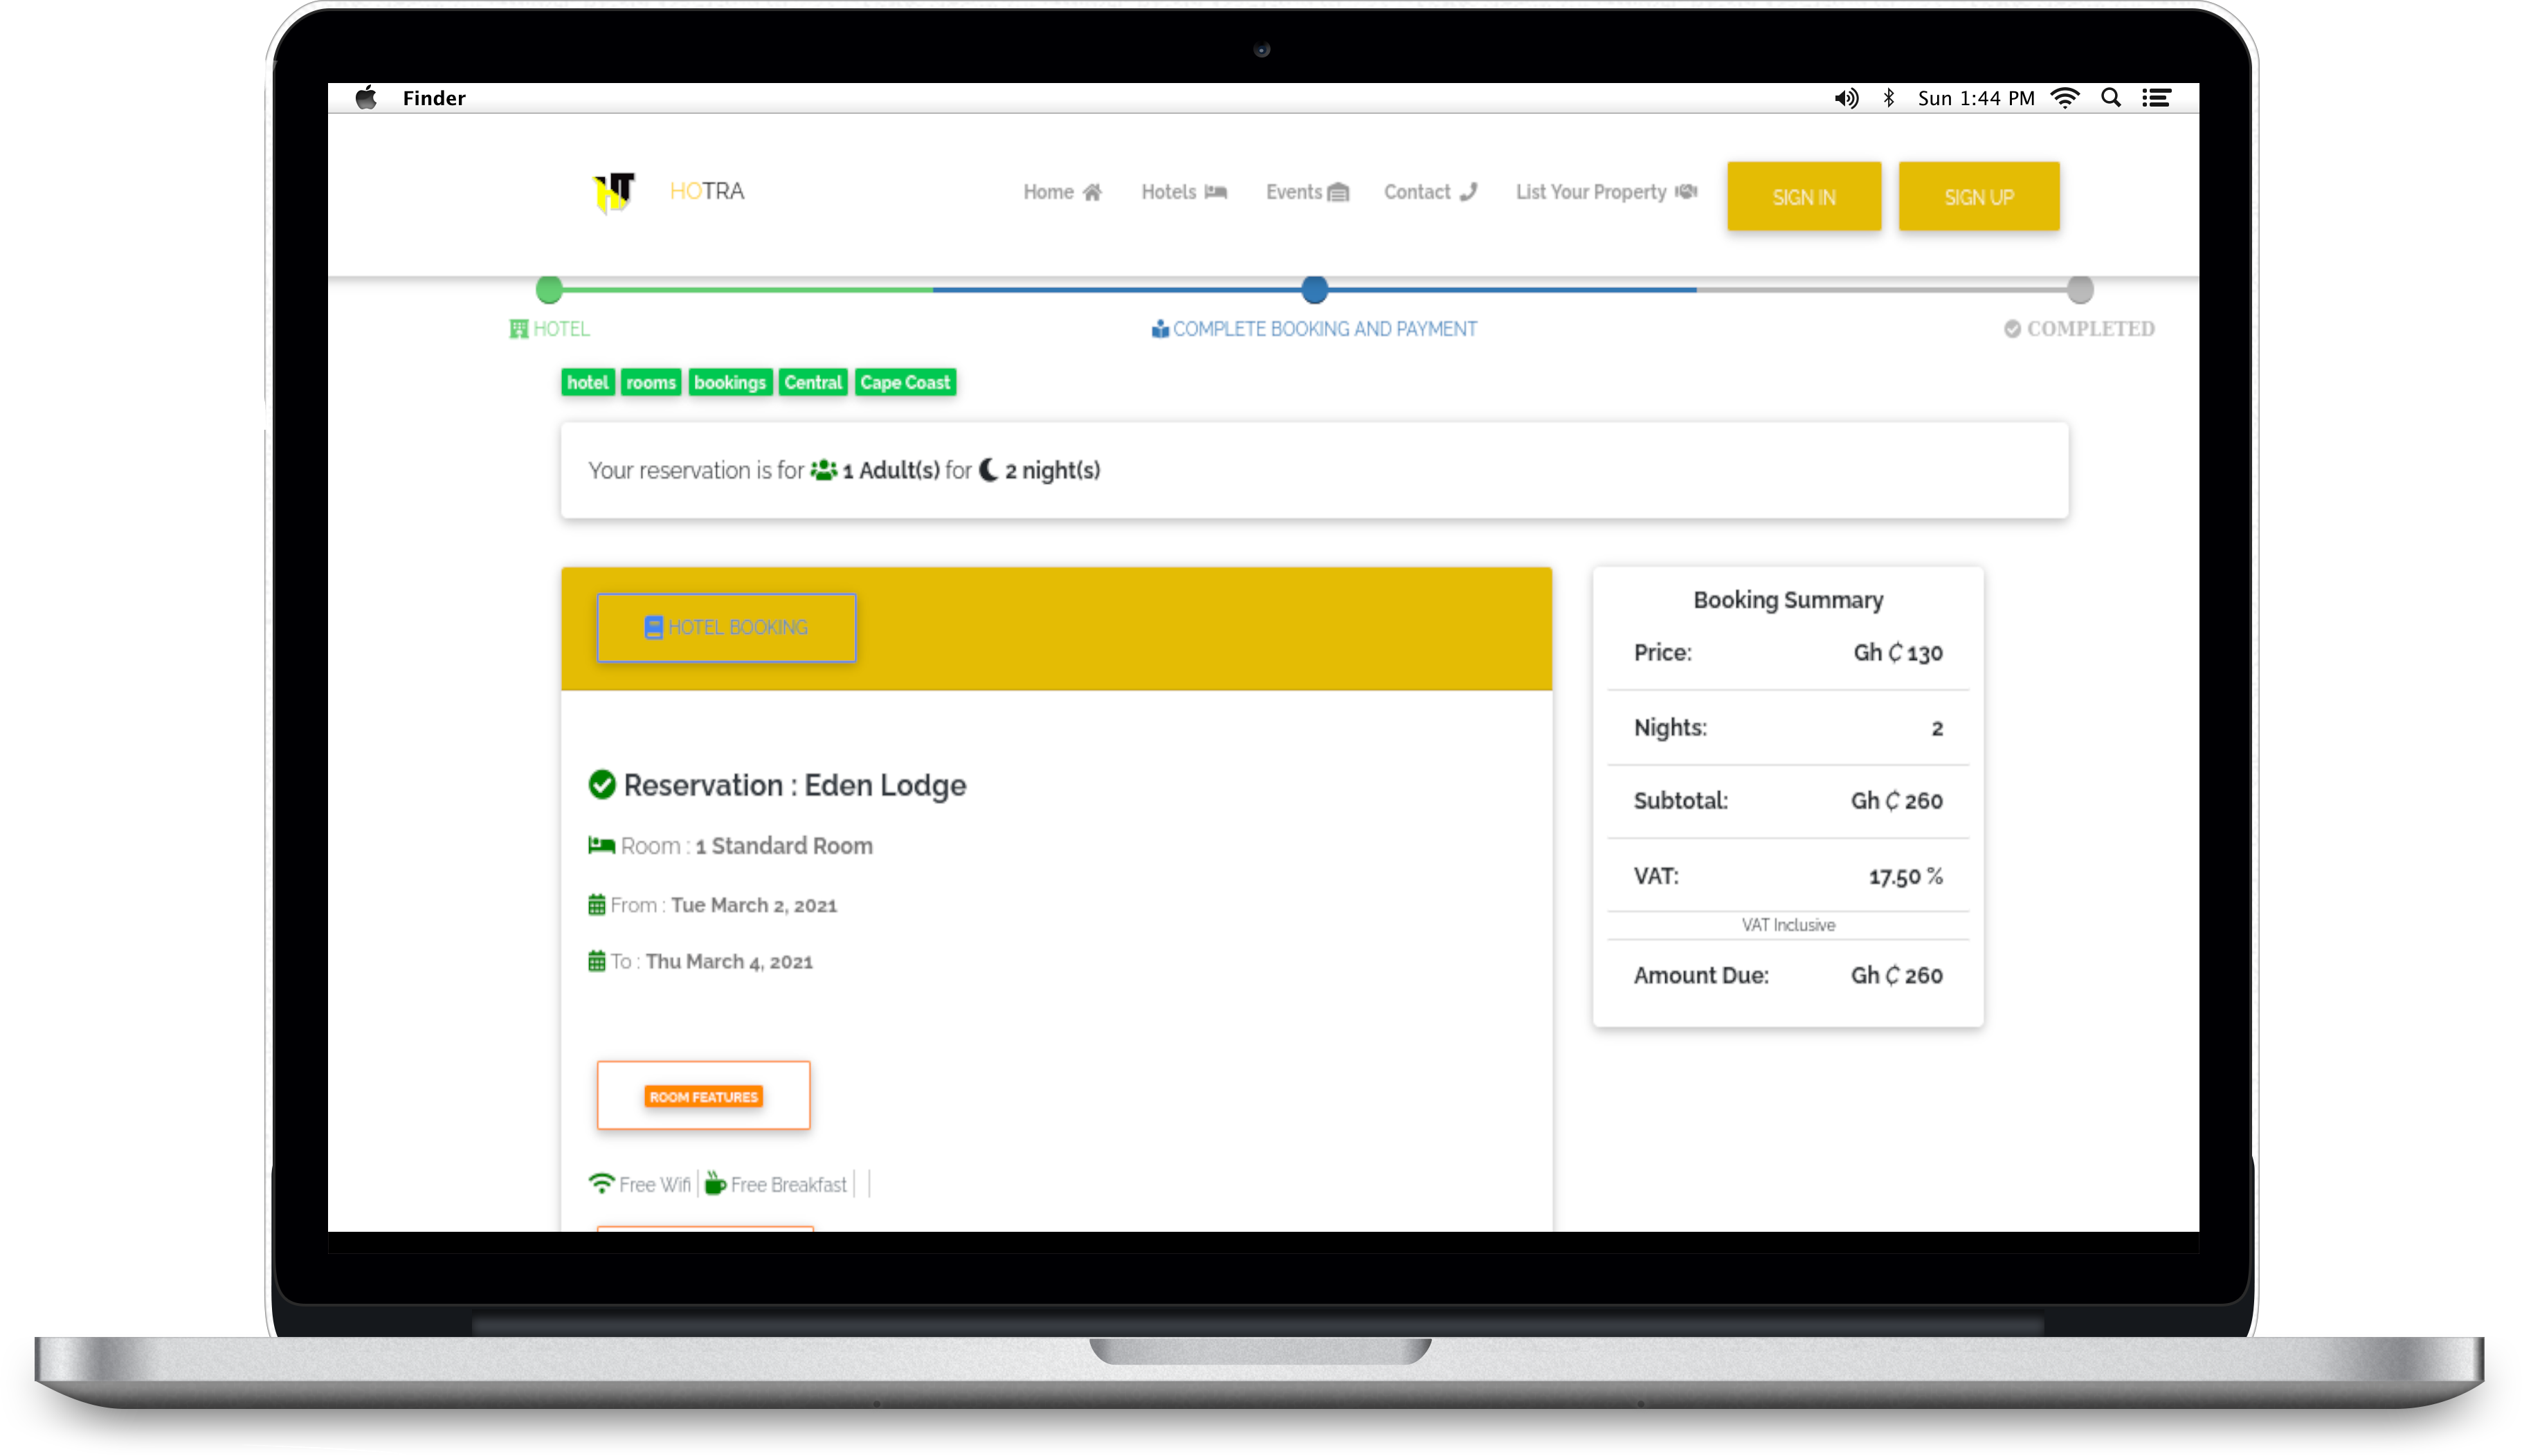 Finder
Sun 1:44 PM
HOTRA
Home
Hotels
Events
Contact
List Your Property
SIGN IN
SIGN UP
HOTEL
COMPLETE BOOKING AND PAYMENT
COMPLETED
hotel rooms bookings Central Cape Coast
Your reservation is for 1 Adult(s) for 2 night(s)
HOTEL BOOKING
Reservation : Eden Lodge
Room : 1 Standard Room
From : Tue March 2, 2021
To : Thu March 4, 2021
ROOM FEATURES
Free Wifi | Free Breakfast | |
Booking Summary
Price: Gh ₵ 130
Nights: 2
Subtotal: Gh ₵ 260
VAT: 17.50 %
VAT Inclusive
Amount Due: Gh ₵ 260